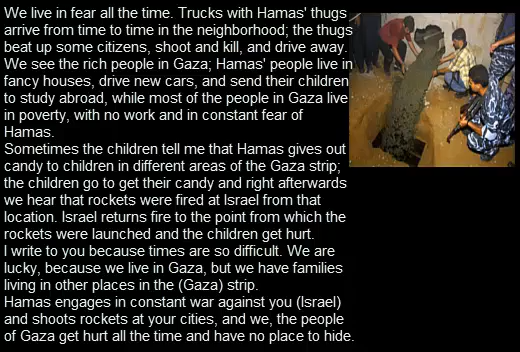 We live in fear all the time. Trucks with Hamas' thugs
arrive from time to time in the neighborhood; the thugs
beat up some citizens, shoot and kill, and drive away.
We see the rich people in Gaza; Hamas' people live in
fancy houses, drive new cars, and send their children
to study abroad, while most of the people in Gaza live
in poverty, with no work and in constant fear of
Hamas.
Sometimes the children tell me that Hamas gives out
candy to children in different areas of the Gaza strip;
the children go to get their candy and right afterwards
we hear that rockets were fired at Israel from that
location. Israel returns fire to the point from which the
rockets were launched and the children get hurt.
I write to you because times are so difficult. We are
lucky, because we live in Gaza, but we have families
living in other places in the (Gaza) strip.
Hamas engages in constant war against you (Israel)
and shoots rockets at your cities, and we, the people
of Gaza get hurt all the time and have no place to hide.